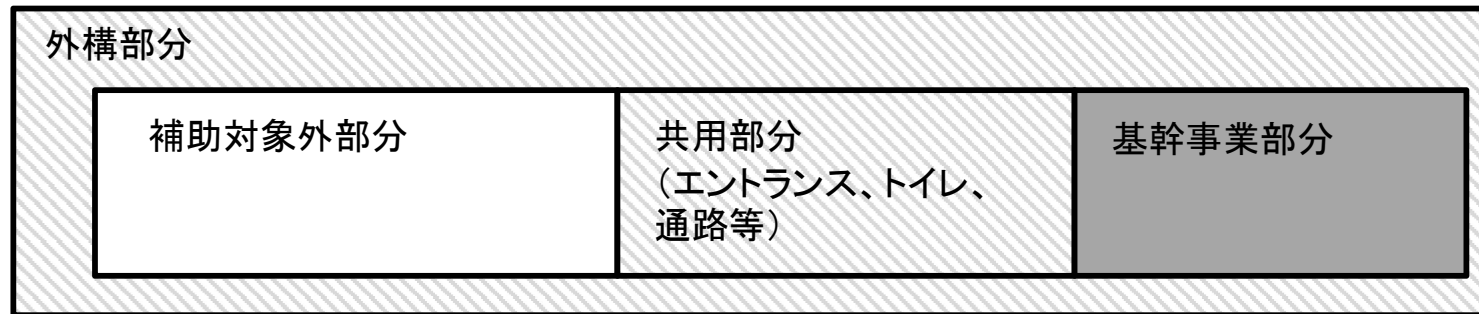 外構部分
補助対象外部分
共用部分
（エントランス、トイレ、
通路等）
基幹事業部分